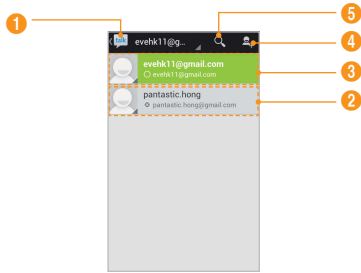 5
1
talk evehk11@g...
4
evehk11@gmail.com
evehk11@gmail.com
3
pantastic.hong
pantastic.hong@gmail.com
2